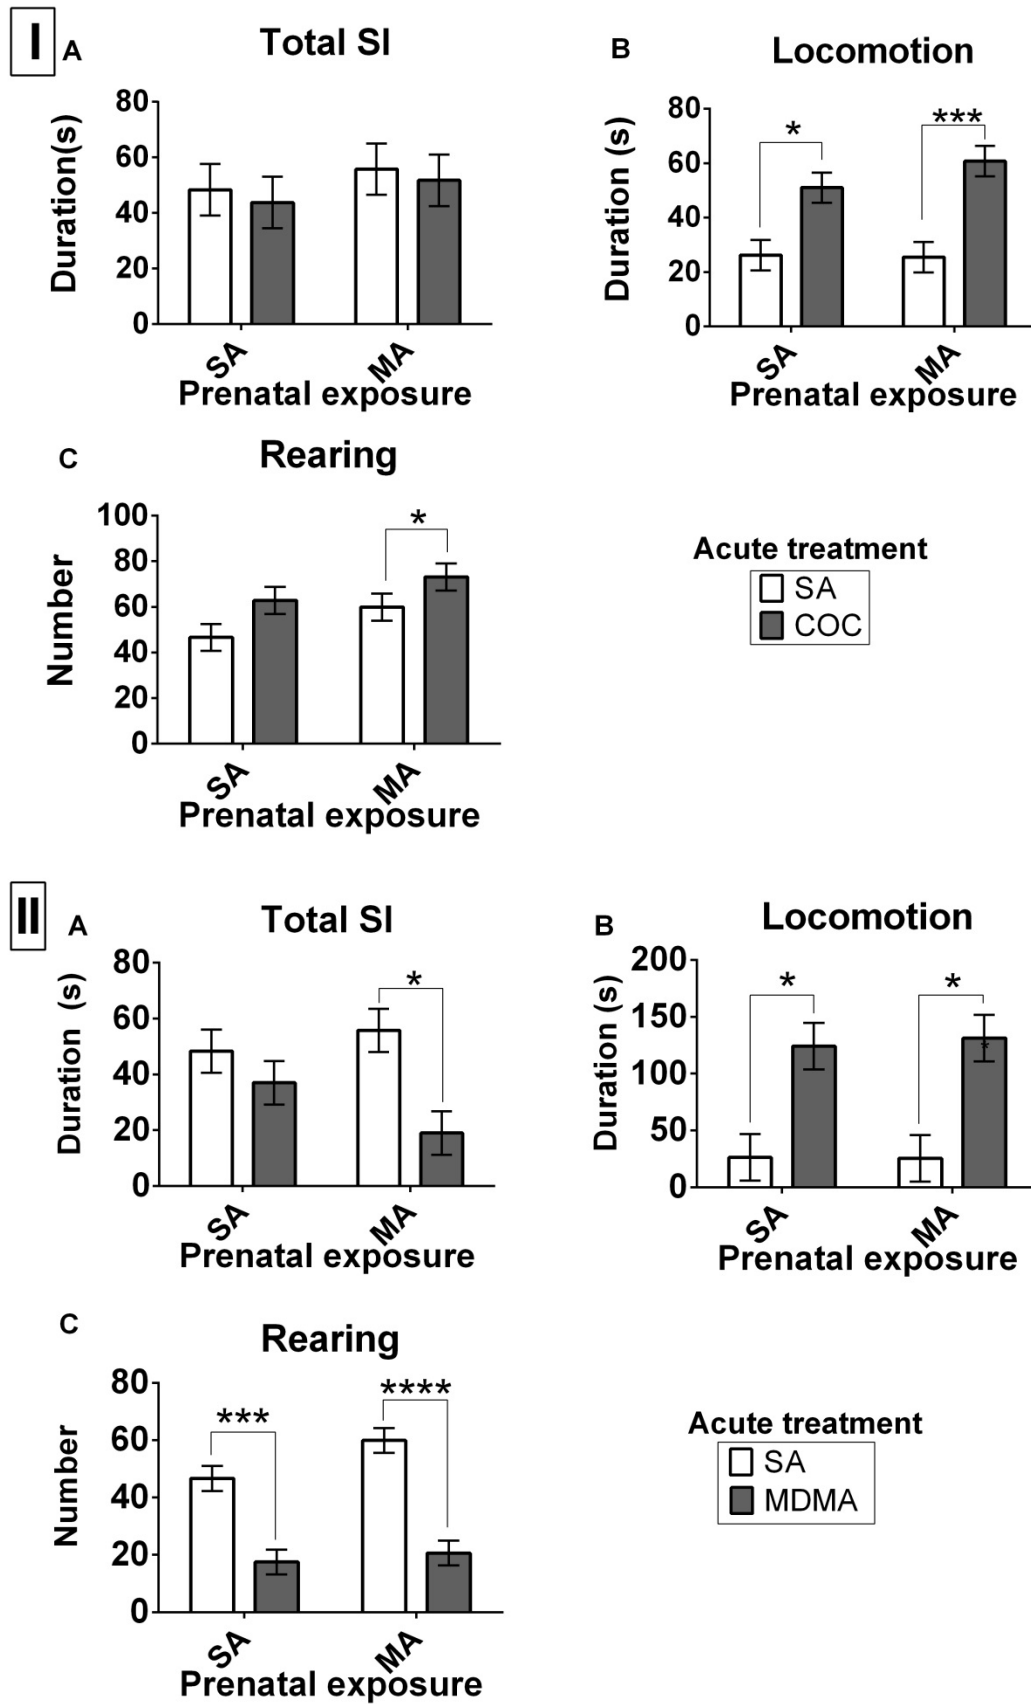 I
A
Total SI
Duration(s)
80
60
40
20
0
SA
MA
Prenatal exposure
B
Locomotion
Duration (s)
80
60
40
20
0
*
***
SA
MA
Prenatal exposure
C
Rearing
Number
100
80
60
40
20
0
*
SA
MA
Prenatal exposure
Acute treatment
SA
COC
II
A
Total SI
Duration (s)
80
60
40
20
0
*
SA
MA
Prenatal exposure
B
Locomotion
Duration (s)
200
150
100
50
0
*
*
*
SA
MA
Prenatal exposure
C
Rearing
Number
80
60
40
20
0
***
****
SA
MA
Prenatal exposure
Acute treatment
SA
MDMA